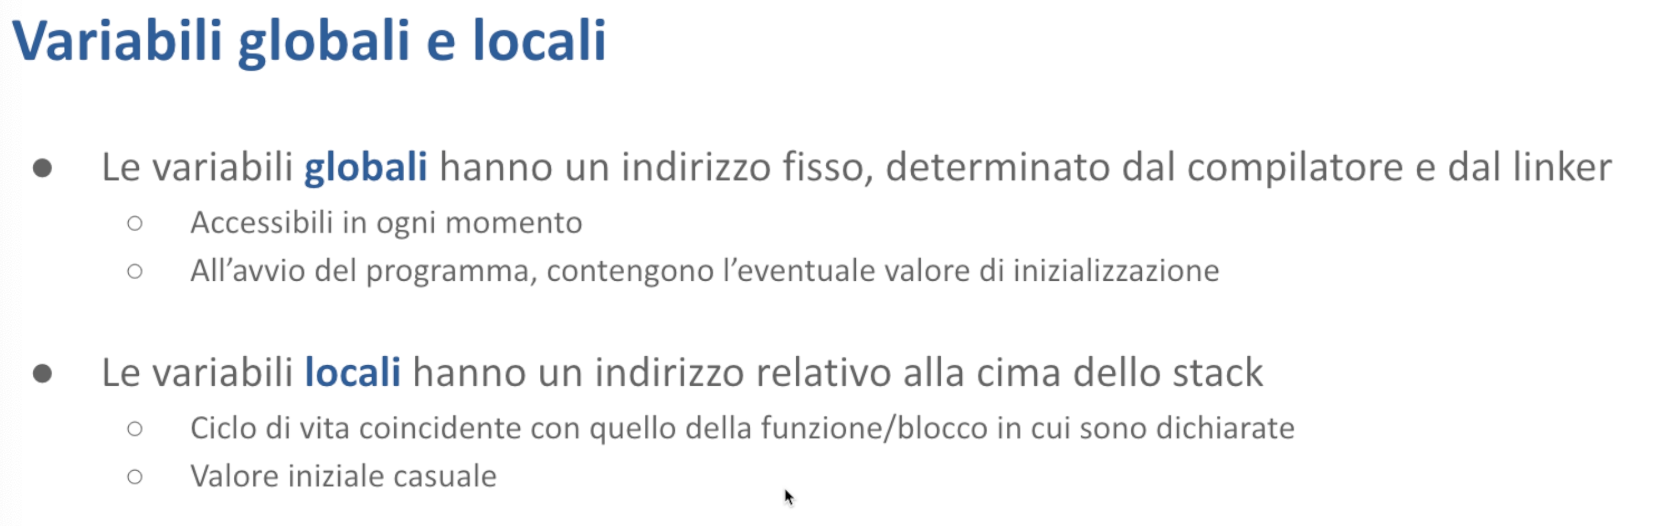 Variabili globali e locali
● Le variabili globali hanno un indirizzo fisso, determinato dal compilatore e dal linker
○ Accessibili in ogni momento
○ All’avvio del programma, contengono l’eventuale valore di inizializzazione
● Le variabili locali hanno un indirizzo relativo alla cima dello stack
○ Ciclo di vita coincidente con quello della funzione/blocco in cui sono dichiarate
○ Valore iniziale casuale